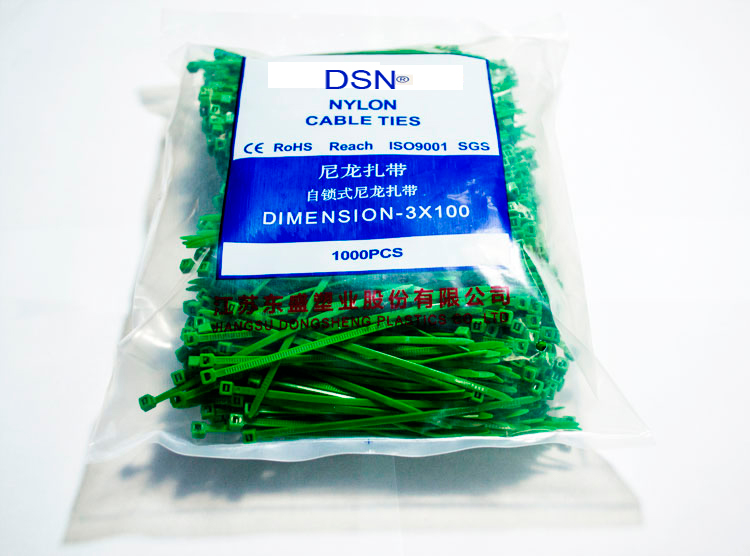 DSN®
NYLON
CABLE TIES
CE RoHS Reach ISO9001 SGS
尼龙扎带
自锁式尼龙扎带
DIMENSION-3X100
1000PCS
江苏东盛塑业股份有限公司
JIANGSU DONGSHENG PLASTICS CO., LTD